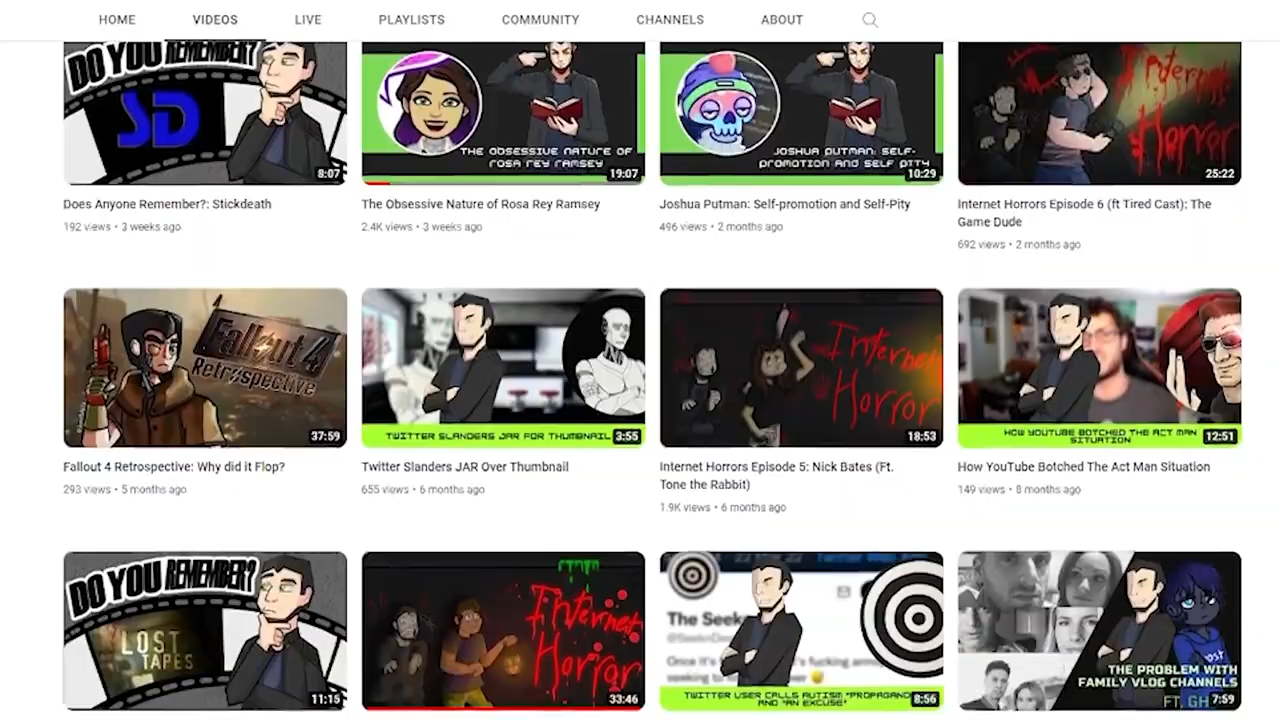 HOME VIDEOS LIVE PLAYLISTS COMMUNITY CHANNELS ABOUT
DO YOU REMEMBER?
SD
8:07
THE OBSESSIVE NATURE OF
ROSA REY RAMSEY
19:07
JOSHUA PUTMAN: SELF-
PROMOTION AND SELF PITY
10:29
Internet
Horror
25:22
Does Anyone Remember?: Stickdeath
192 views • 3 weeks ago
The Obsessive Nature of Rosa Rey Ramsey
2.4K views • 3 weeks ago
Joshua Putman: Self-promotion and Self-Pity
496 views • 2 months ago
Internet Horrors Episode 6 (ft Tired Cast): The
Game Dude
692 views • 2 months ago
Fallout 4
Retrospective
37:59
TWITTER SLANDERS JAR FOR THUMBNAIL
3:55
Internet
Horror
18:53
HOW YOUTUBE BOTCHED THE ACT MAN
SITUATION
12:51
Fallout 4 Retrospective: Why did it Flop?
293 views • 5 months ago
Twitter Slanders JAR Over Thumbnail
655 views • 6 months ago
Internet Horrors Episode 5: Nick Bates (Ft.
Tone the Rabbit)
1.9K views • 6 months ago
How YouTube Botched The Act Man Situation
149 views • 8 months ago
DO YOU REMEMBER?
LOST
TAPES
11:15
Internet
Horror
33:46
The Seek
Once it's
's fucking
TWITTER USER CALLS AUTISM "PROPAGAND
AND "AN EXCUSE"
8:56
THE PROBLEM WITH
FAMILY VLOG CHANNELS
FT. GH
7:59